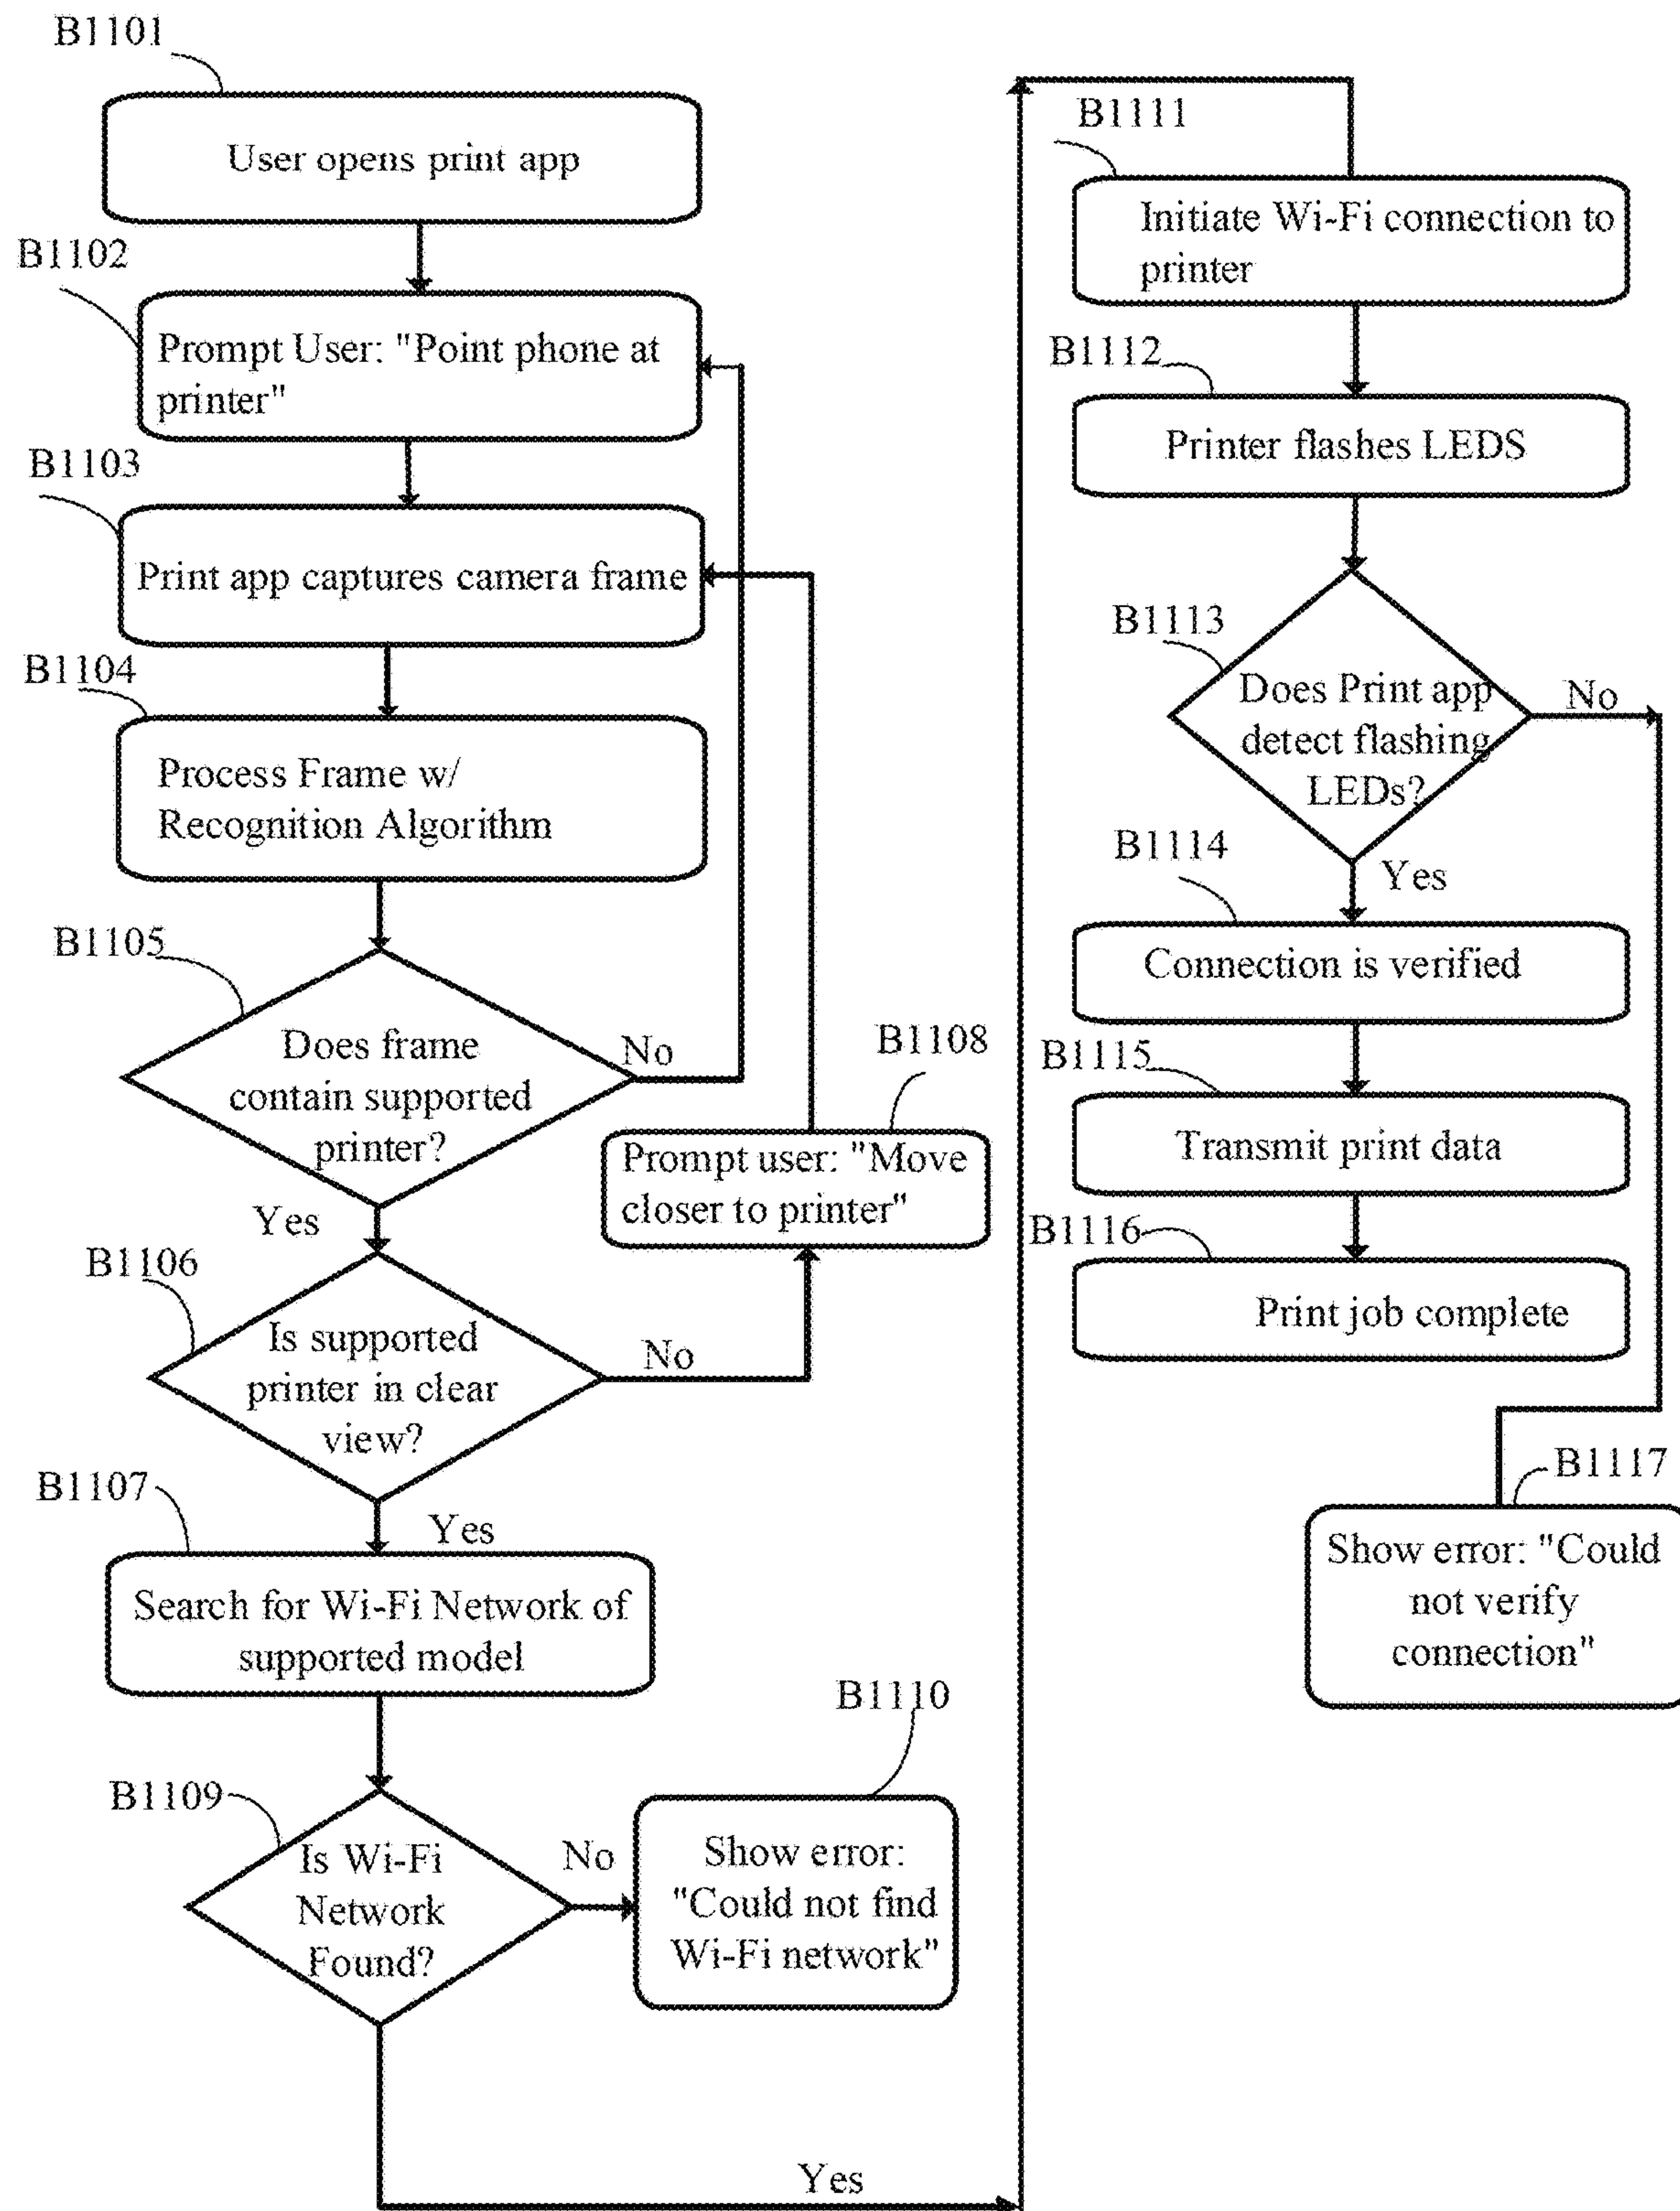 B1101
User opens print app
B1102
Prompt User: "Point phone at
printer"
B1103
Print app captures camera frame
B1104
Process Frame w/
Recognition Algorithm
B1105
Does frame
contain supported
printer?
No
Yes
B1108
Prompt user: "Move
closer to printer"
B1106
Is supported
printer in clear
view?
No
Yes
B1107
Search for Wi-Fi Network of
supported model
B1109
Is Wi-Fi
Network
Found?
No
B1110
Show error:
"Could not find
Wi-Fi network"
Yes
B1111
Initiate Wi-Fi connection to
printer
B1112
Printer flashes LEDS
B1113
Does Print app
detect flashing
LEDs?
No
Yes
B1114
Connection is verified
B1115
Transmit print data
B1116
Print job complete
B1117
Show error: "Could
not verify
connection"